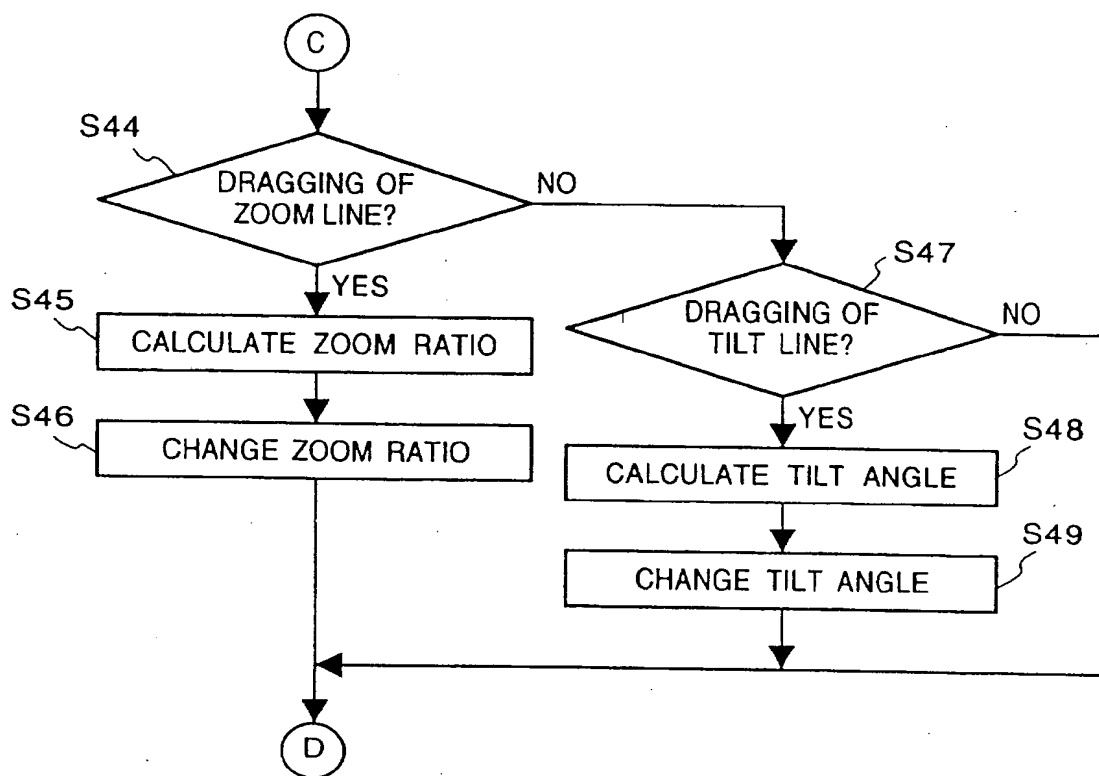 C
S44
DRAGGING OF
ZOOM LINE?
NO
YES
S45
CALCULATE ZOOM RATIO
S46
CHANGE ZOOM RATIO
S47
DRAGGING OF
TILT LINE?
NO
YES
S48
CALCULATE TILT ANGLE
S49
CHANGE TILT ANGLE
D